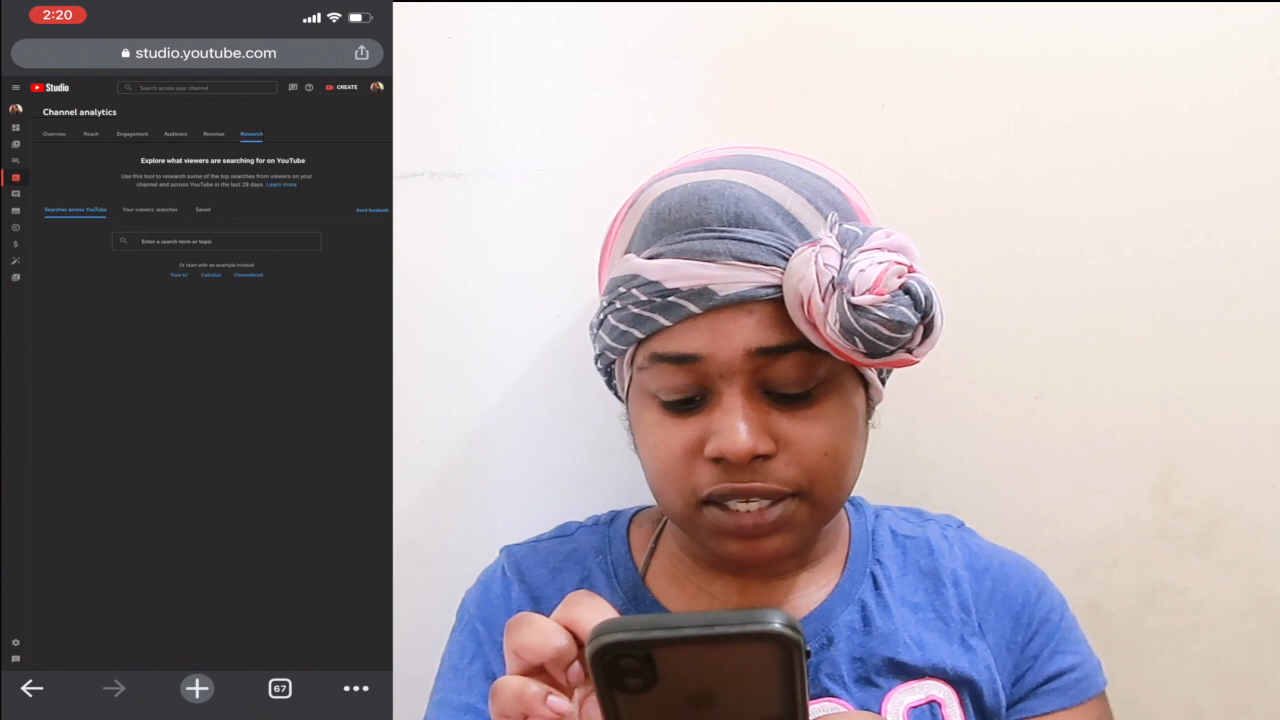 2:20
studio.youtube.com
Studio
Search across your channel
CREATE
Channel analytics
Overview Reach Engagement Audience Revenue Research
Explore what viewers are searching for on YouTube
Use this tool to research some of the top searches from viewers on your
channel and across YouTube in the last 28 days. Learn more
Searches across YouTube Your viewers' searches Saved Send feedback
Enter a search term or topic
Or start with an example instead
"how to" Calculus Chromebook
67